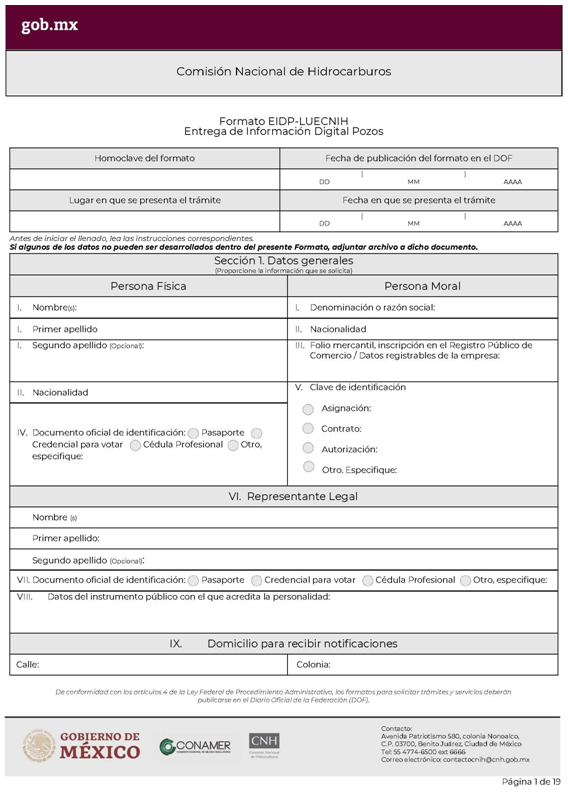 gob.mx
Comisión Nacional de Hidrocarburos
Formato EIDP-LUECNIH
Entrega de Información Digital Pozos
Homoclave del formato
Fecha de publicación del formato en el DOF
DD MM AAAA
Lugar en que se presenta el trámite
Fecha en que se presenta el trámite
DD MM AAAA
Antes de iniciar el llenado, lea las instrucciones correspondientes.
Si algunos de los datos no pueden ser desarrollados dentro del presente Formato, adjuntar archivo a dicho documento.
Sección 1. Datos generales
(Proporcione la información que se solicita)
Persona Física
Persona Moral
I. Nombre(s):
I. Denominación o razón social:
I. Primer apellido
II. Nacionalidad
I. Segundo apellido (Opcional):
III. Folio mercantil, inscripción en el Registro Público de
Comercio / Datos registrables de la empresa:
II. Nacionalidad
V. Clave de identificación
Asignación:
Contrato:
Autorización:
Otro. Especifique:
IV. Documento oficial de identificación: Pasaporte
Credencial para votar Cédula Profesional Otro,
especifique:
VI. Representante Legal
Nombre (s)
Primer apellido:
Segundo apellido (Opcional):
VII. Documento oficial de identificación: Pasaporte Credencial para votar Cédula Profesional Otro, especifique:
VIII. Datos del instrumento público con el que acredita la personalidad:
IX. Domicilio para recibir notificaciones
Calle:
Colonia:
De conformidad con los artículos 4 de la Ley Federal de Procedimiento Administrativo, los formatos para solicitar trámites y servicios deberán
publicarse en el Diario Oficial de la Federación (DOF).
GOBIERNO DE
MÉXICO
CONAMER
CNH
Comisión Nacional
de Hidrocarburos
Contacto:
Avenida Patriotismo 580, colonia Nonoalco,
C.P. 03700, Benito Juárez, Ciudad de México
Tel: 55 4774-6500 ext 6666
Correo electrónico: contactocnih@cnh.gob.mx
Página 1 de 19